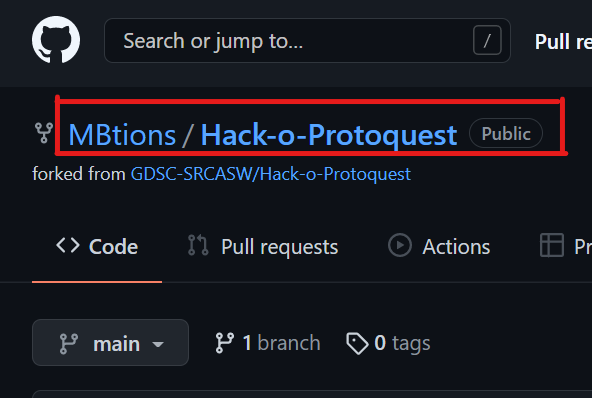 Search or jump to... / Pull re
MBtions / Hack-o-Protoquest Public
forked from GDSC-SRCASW/Hack-o-Protoquest
<> Code Pull requests Actions Pr
main 1 branch 0 tags